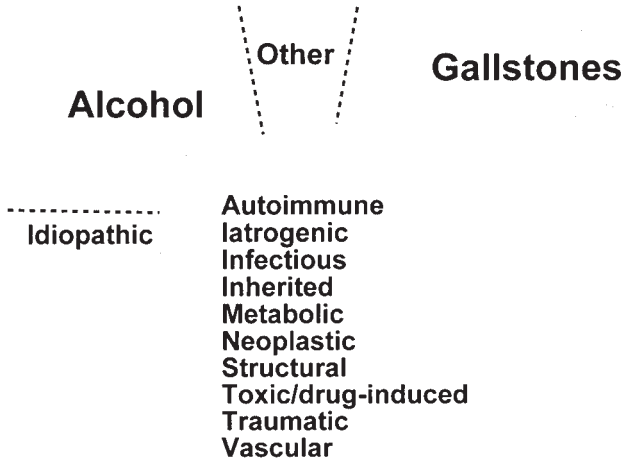 Other
Gallstones
Alcohol
Idiopathic
Autoimmune
Iatrogenic
Infectious
Inherited
Metabolic
Neoplastic
Structural
Toxic/drug-induced
Traumatic
Vascular